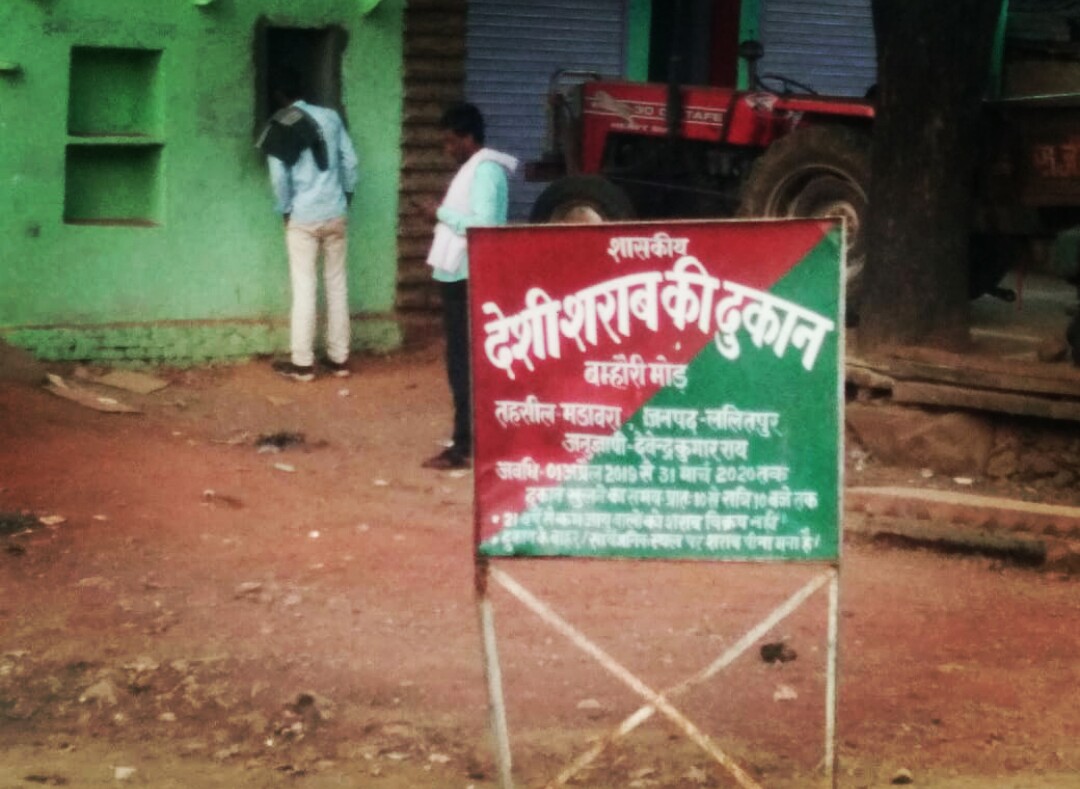 शासकीय
देशी शराब की दुकान
बम्हौरी मोड़
तहसील-मडावरा, जनपद-ललितपुर
अनुज्ञापी-देवेन्द्र कुमार राय
अवधि-01 अप्रैल 2019 से 31 मार्च 2020 तक
दुकान खुलने का समय प्रातः 10 से रात्रि 10 बजे तक
• 21 वर्ष से कम आयु वालो को शराब विक्रय नहीं
• दुकान के बाहर / सार्वजनिक स्थल पर शराब पीना मना है।
TAFE